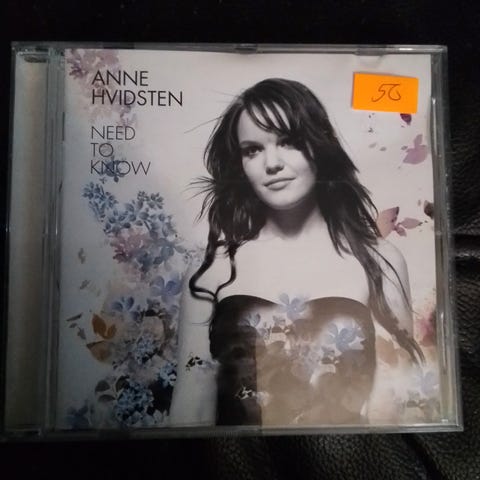 ANNE
HVIDSTEN
NEED
TO
KNOW
50